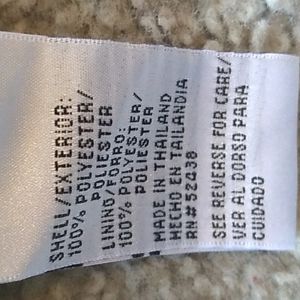 SHELL/EXTERIOR:
100% POLYESTER/
POLIESTER
LINING/FORRO:
100% POLYESTER/
POLIESTER
MADE IN THAILAND
HECHO EN TAILANDIA
RN# 52438
SEE REVERSE FOR CARE/
VER AL DORSO PARA
CUIDADO